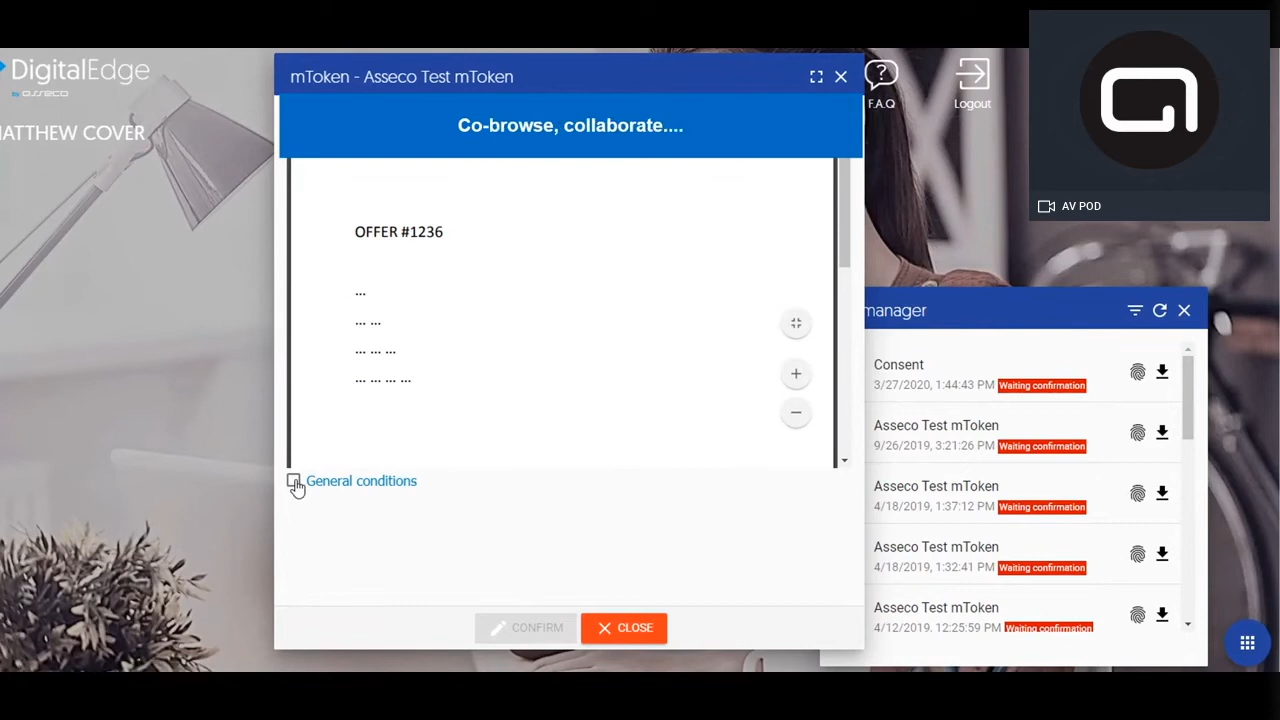 DigitalEdge
by asseco
ATTHEW COVER
mToken - Asseco Test mToken
Co-browse, collaborate....
OFFER #1236
...
... ...
... ... ...
... ... ... ...
General conditions
CONFIRM
CLOSE
?
F.A.Q
Logout
AV POD
manager
Consent
3/27/2020, 1:44:43 PM Waiting confirmation
Asseco Test mToken
9/26/2019, 3:21:26 PM Waiting confirmation
Asseco Test mToken
4/18/2019, 1:37:12 PM Waiting confirmation
Asseco Test mToken
4/18/2019, 1:32:41 PM Waiting confirmation
Asseco Test mToken
4/12/2019, 12:25:59 PM Waiting confirmation